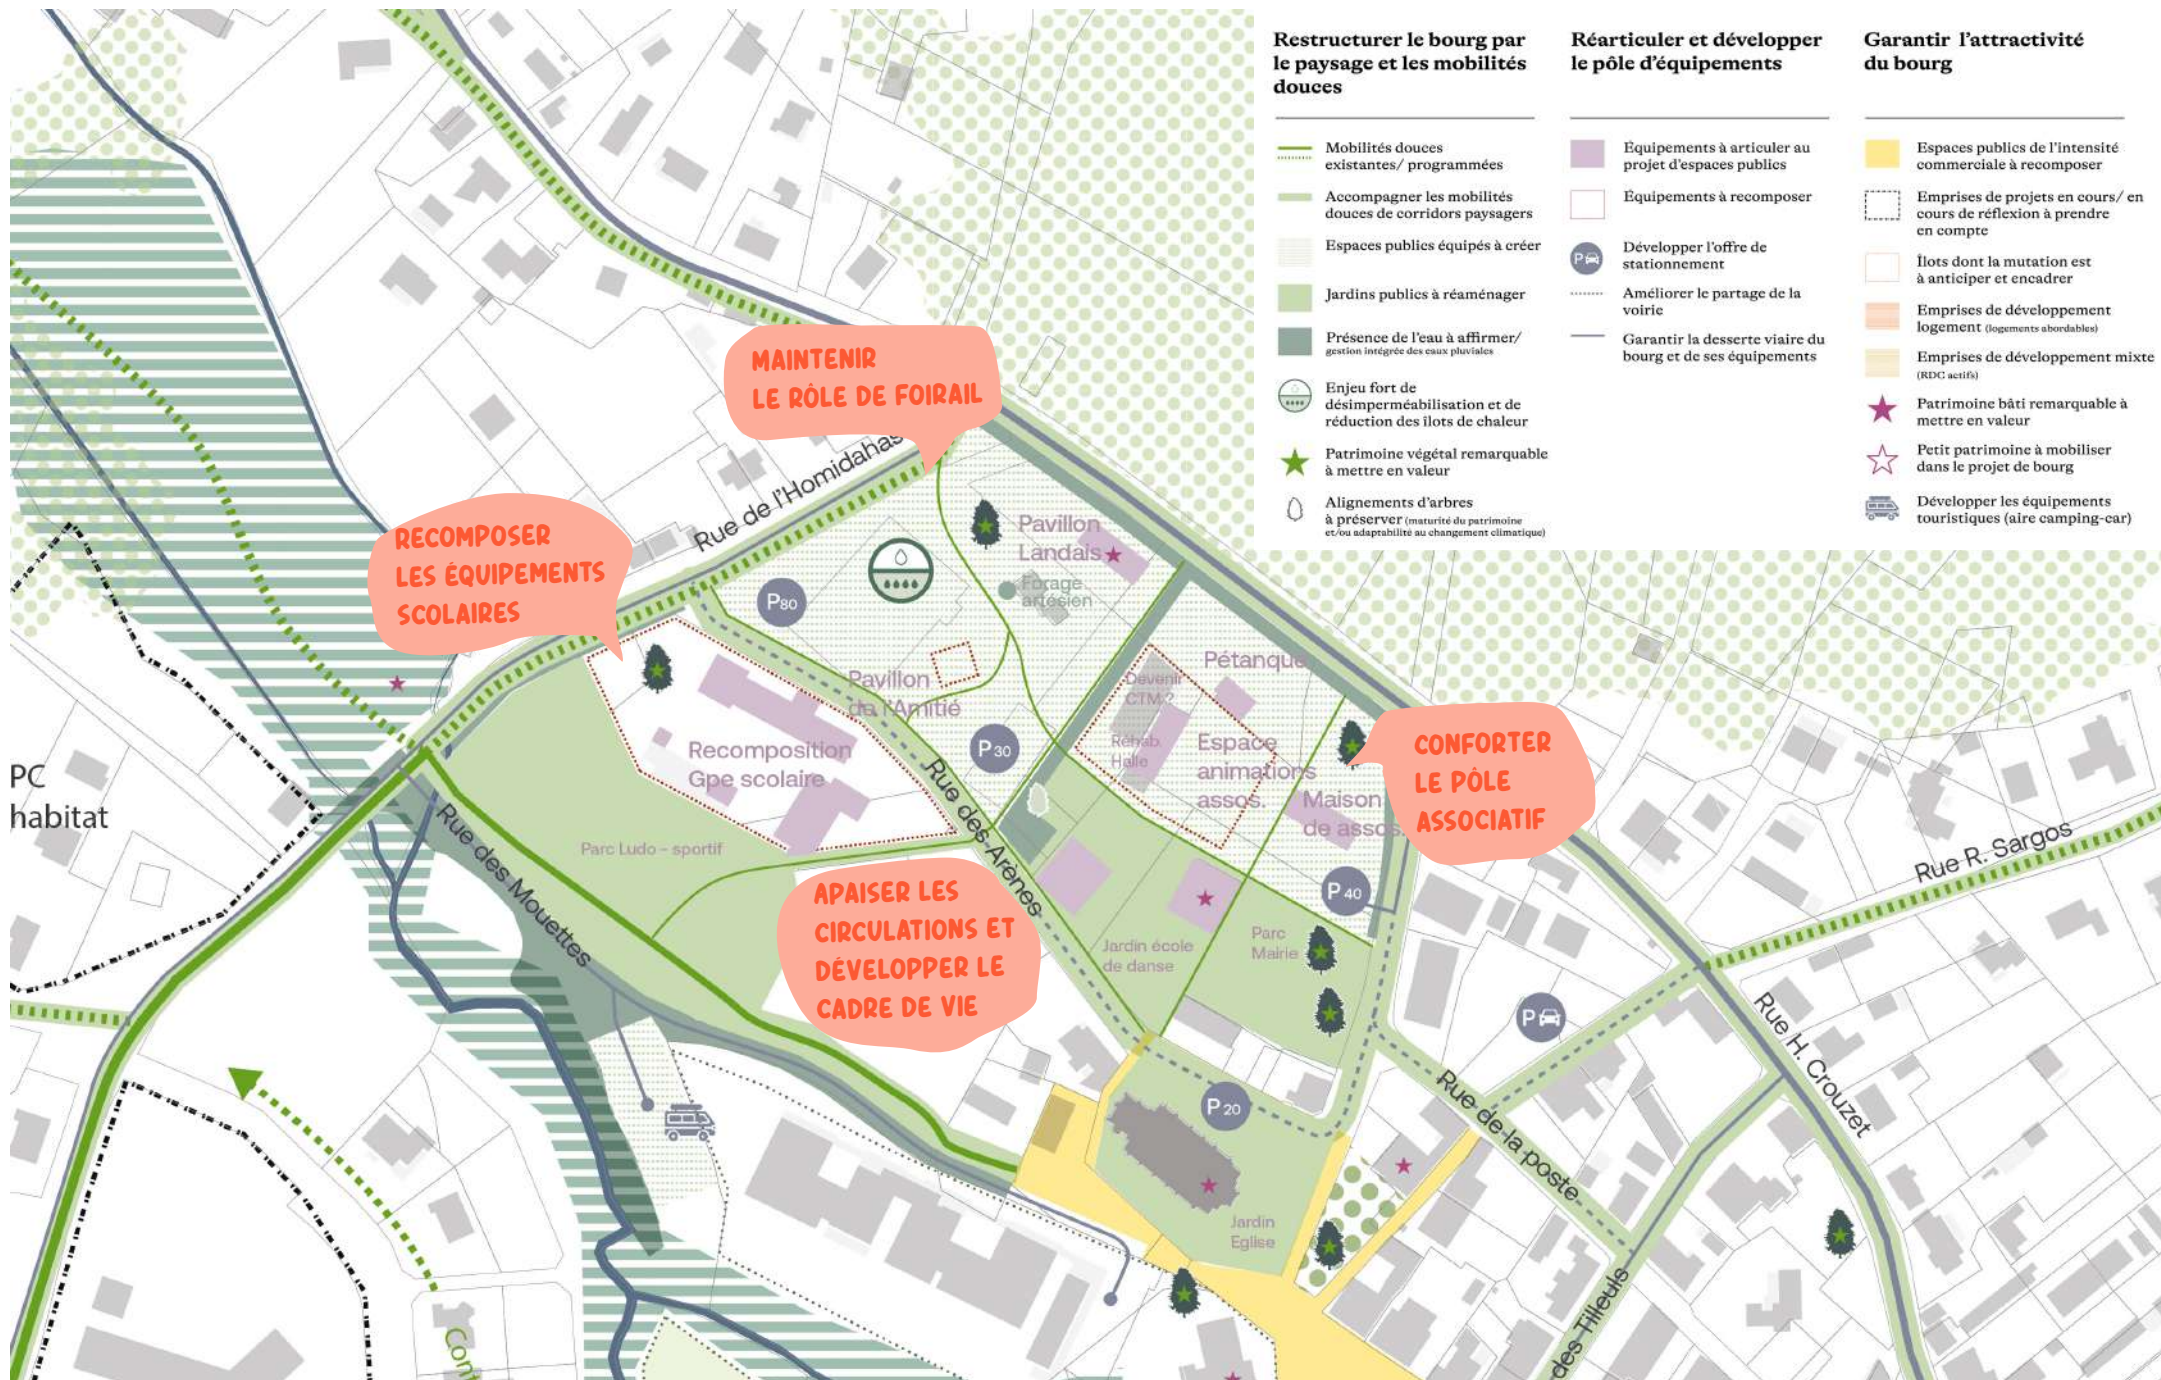 Restructurer le bourg par
le paysage et les mobilités
douces
Mobilités douces
existantes/ programmées
Accompagner les mobilités
douces de corridors paysagers
Espaces publics équipés à créer
Jardins publics à réaménager
Présence de l'eau à affirmer/
gestion intégrée des eaux pluviales
Enjeu fort de
désimperméabilisation et de
réduction des îlots de chaleur
Patrimoine végétal remarquable
à mettre en valeur
Alignements d'arbres
à préserver (maturité du patrimoine
et/ou adaptabilité au changement climatique)
Réarticuler et développer
le pôle d'équipements
Équipements à articuler au
projet d'espaces publics
Équipements à recomposer
P
Développer l'offre de
stationnement
Améliorer le partage de la
voirie
Garantir la desserte viaire du
bourg et de ses équipements
Garantir l'attractivité
du bourg
Espaces publics de l'intensité
commerciale à recomposer
Emprises de projets en cours/ en
cours de réflexion à prendre
en compte
Îlots dont la mutation est
à anticiper et encadrer
Emprises de développement
logement (logements abordables)
Emprises de développement mixte
(RDC actifs)
Patrimoine bâti remarquable à
mettre en valeur
Petit patrimoine à mobiliser
dans le projet de bourg
Développer les équipements
touristiques (aire camping-car)
MAINTENIR
LE RÔLE DE FOIRAIL
Rue de l'Homidahas
RECOMPOSER
LES ÉQUIPEMENTS
SCOLAIRES
Pavillon
Landais
Forage
artésien
P80
Pavillon
de l'Amitié
P30
Pétanque
Devenir
CTM ?
Réhab.
Halle
Espace
animations
assos.
Maison
de assos.
CONFORTER
LE PÔLE
ASSOCIATIF
Recomposition
Gpe scolaire
PC
habitat
Rue des Mouettes
Parc Ludo - sportif
Rue des Arènes
APAISER LES
CIRCULATIONS ET
DÉVELOPPER LE
CADRE DE VIE
P40
Rue R. Sargos
Jardin école
de danse
Parc
Mairie
P
Rue H. Crouzet
P20
Rue de la poste
Jardin
Eglise
des Tilleuls
Cont